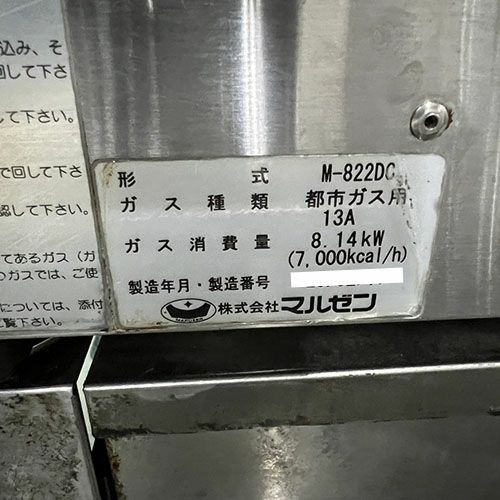 込み、そ
回して下さ
して下さい。
で回して下さ
認して下さい。
てあるガス（ガ
のガスでは、ご使
については、添付
ご覧下さい。
形式 M-822DC
ガス種類 都市ガス用
13A
ガス消費量 8.14kW
(7,000kcal/h)
製造年月・製造番号
株式会社マルゼン